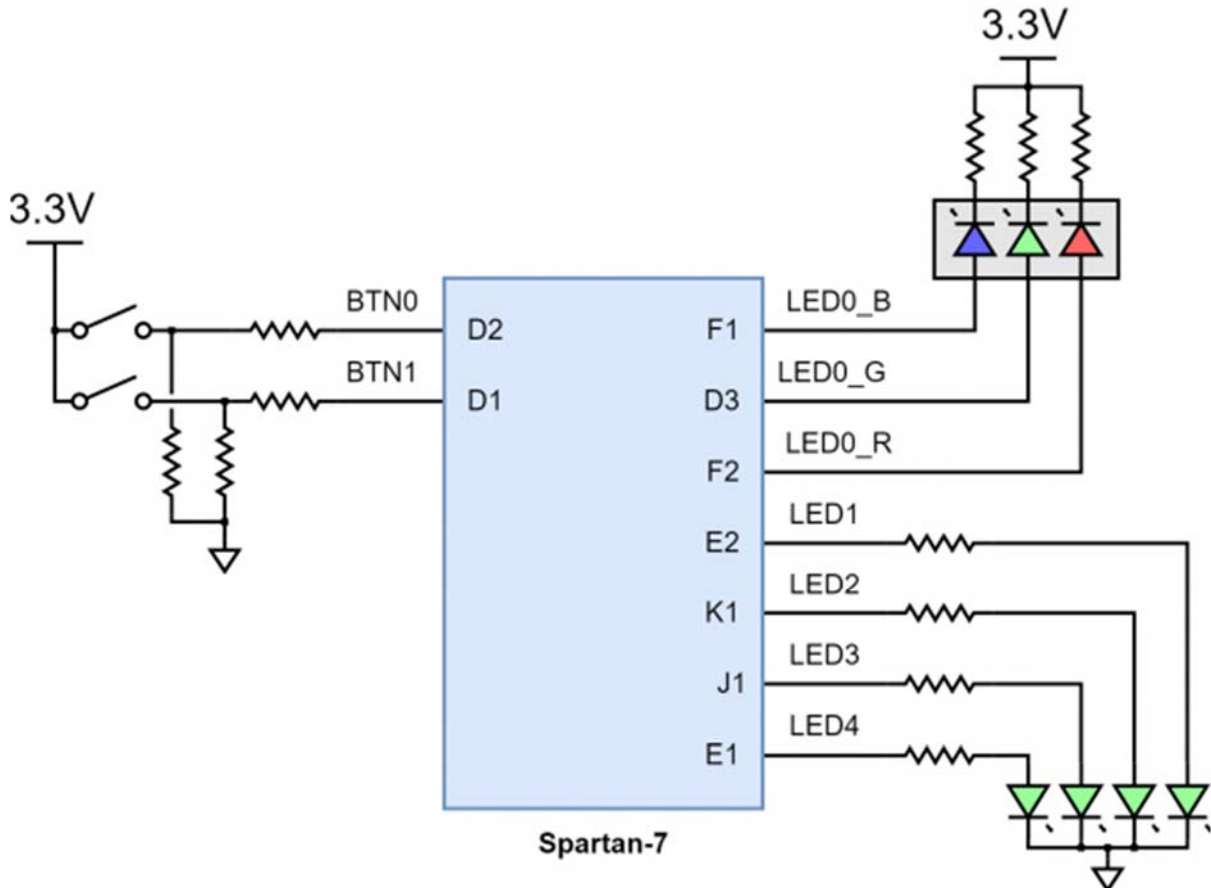 3.3V
3.3V
BTN0
D2
F1
LED0_B
BTN1
D1
D3
LED0_G
F2
LED0_R
E2
LED1
K1
LED2
J1
LED3
E1
LED4
Spartan-7